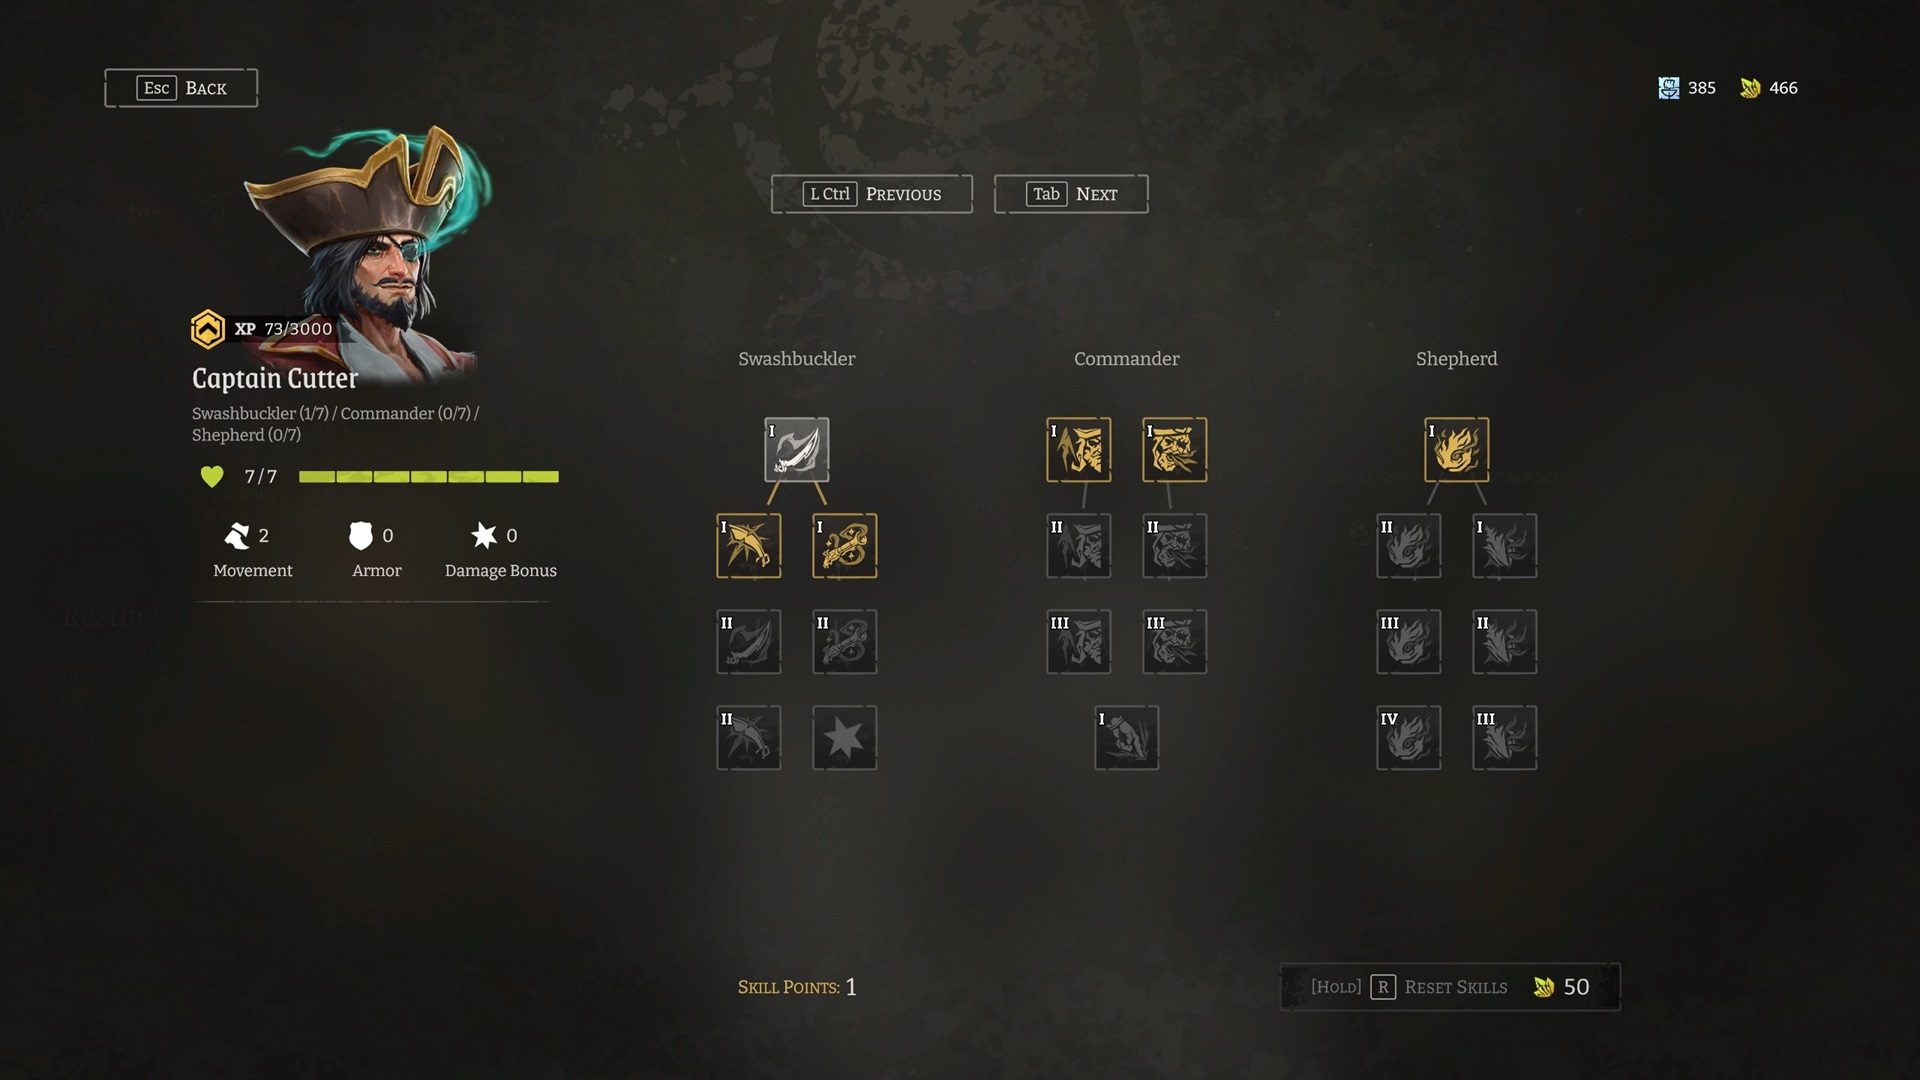 Esc BACK
385 466
L Ctrl PREVIOUS Tab NEXT
XP 73/3000
Captain Cutter
Swashbuckler (1/7) / Commander (0/7) /
Shepherd (0/7)
7/7
2 0 0
Movement Armor Damage Bonus
Swashbuckler Commander Shepherd
I I I I
I I II II II I
II II III III III II
II I IV III
SKILL POINTS: 1
[HOLD] R RESET SKILLS 50